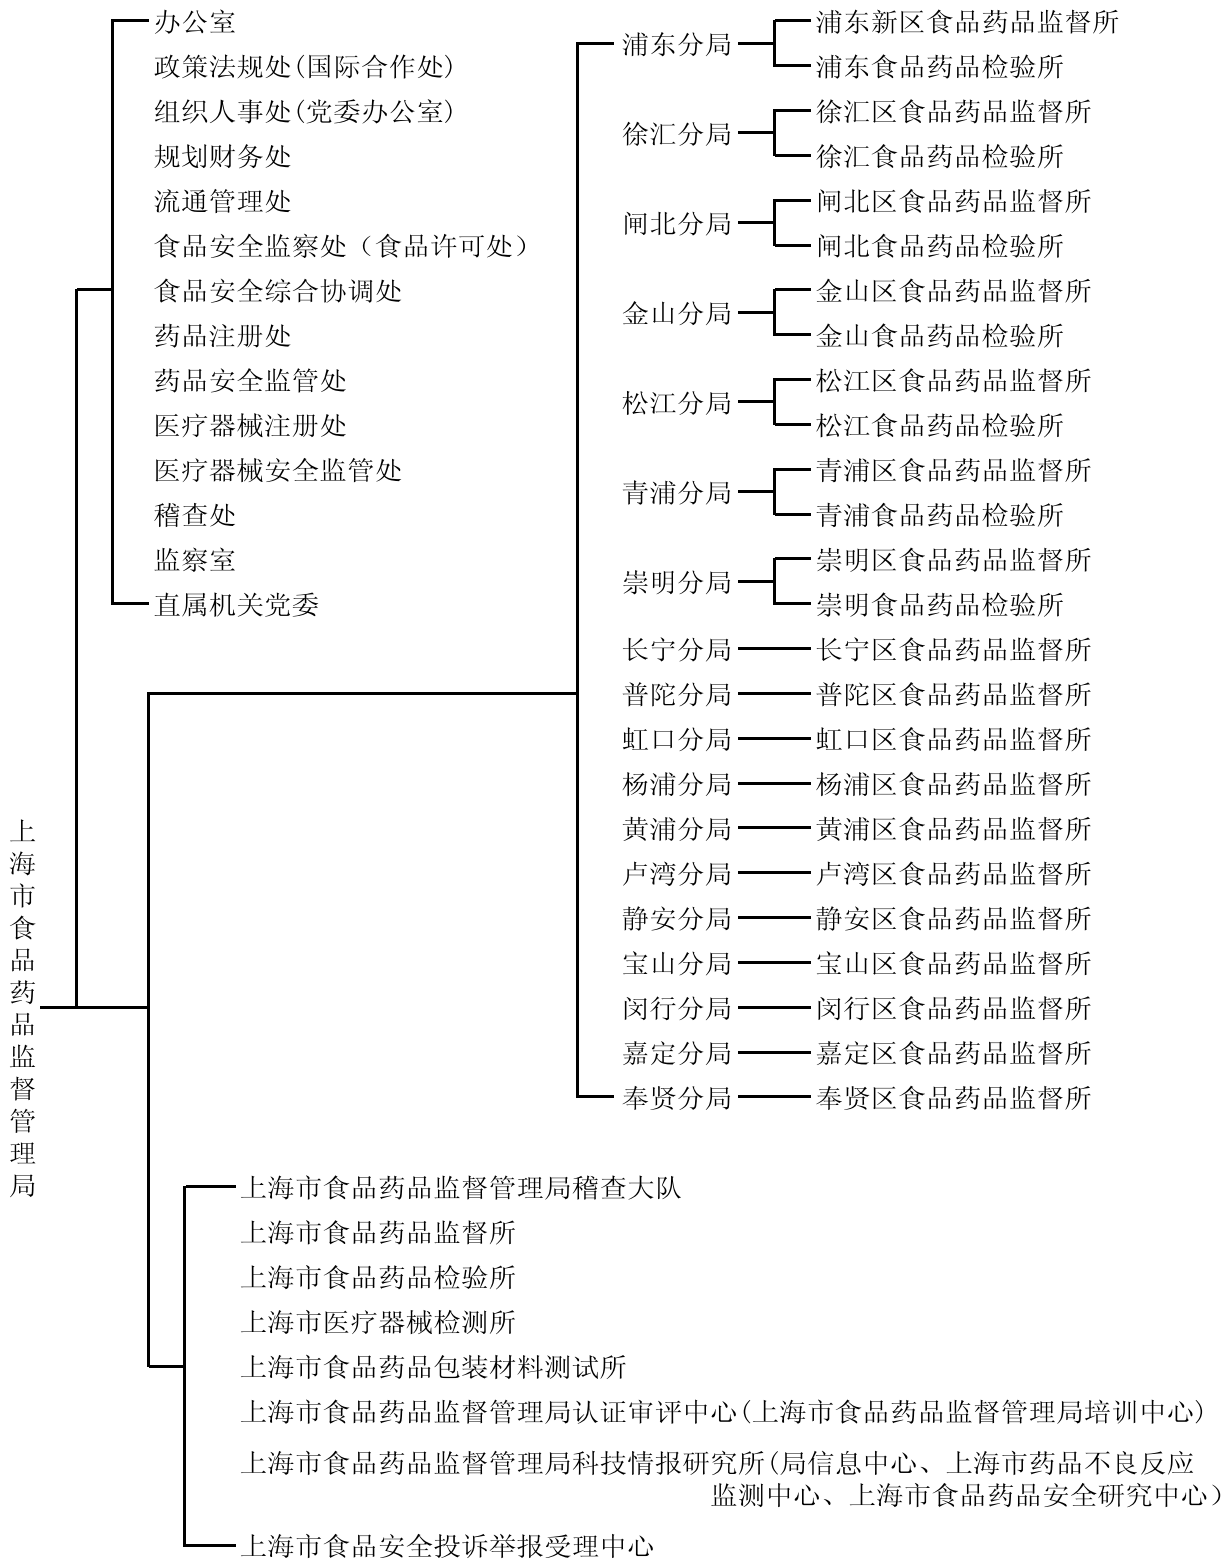 上海市食品药品监督管理局
办公室
政策法规处(国际合作处)
组织人事处(党委办公室)
规划财务处
流通管理处
食品安全监察处（食品许可处）
食品安全综合协调处
药品注册处
药品安全监管处
医疗器械注册处
医疗器械安全监管处
稽查处
监察室
直属机关党委
浦东分局
浦东新区食品药品监督所
浦东食品药品检验所
徐汇分局
徐汇区食品药品监督所
徐汇食品药品检验所
闸北分局
闸北区食品药品监督所
闸北食品药品检验所
金山分局
金山区食品药品监督所
金山食品药品检验所
松江分局
松江区食品药品监督所
松江食品药品检验所
青浦分局
青浦区食品药品监督所
青浦食品药品检验所
崇明分局
崇明区食品药品监督所
崇明食品药品检验所
长宁分局
长宁区食品药品监督所
普陀分局
普陀区食品药品监督所
虹口分局
虹口区食品药品监督所
杨浦分局
杨浦区食品药品监督所
黄浦分局
黄浦区食品药品监督所
卢湾分局
卢湾区食品药品监督所
静安分局
静安区食品药品监督所
宝山分局
宝山区食品药品监督所
闵行分局
闵行区食品药品监督所
嘉定分局
嘉定区食品药品监督所
奉贤分局
奉贤区食品药品监督所
上海市食品药品监督管理局稽查大队
上海市食品药品监督所
上海市食品药品检验所
上海市医疗器械检测所
上海市食品药品包装材料测试所
上海市食品药品监督管理局认证审评中心(上海市食品药品监督管理局培训中心)
上海市食品药品监督管理局科技情报研究所(局信息中心、上海市药品不良反应
监测中心、上海市食品药品安全研究中心）
上海市食品安全投诉举报受理中心